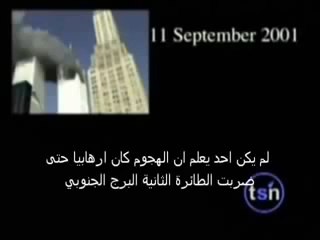 11 September 2001
لم يكن احد يعلم ان الهجوم كان ارهابيا حتى
ضربت الطائرة الثانية البرج الجنوبي
tsn